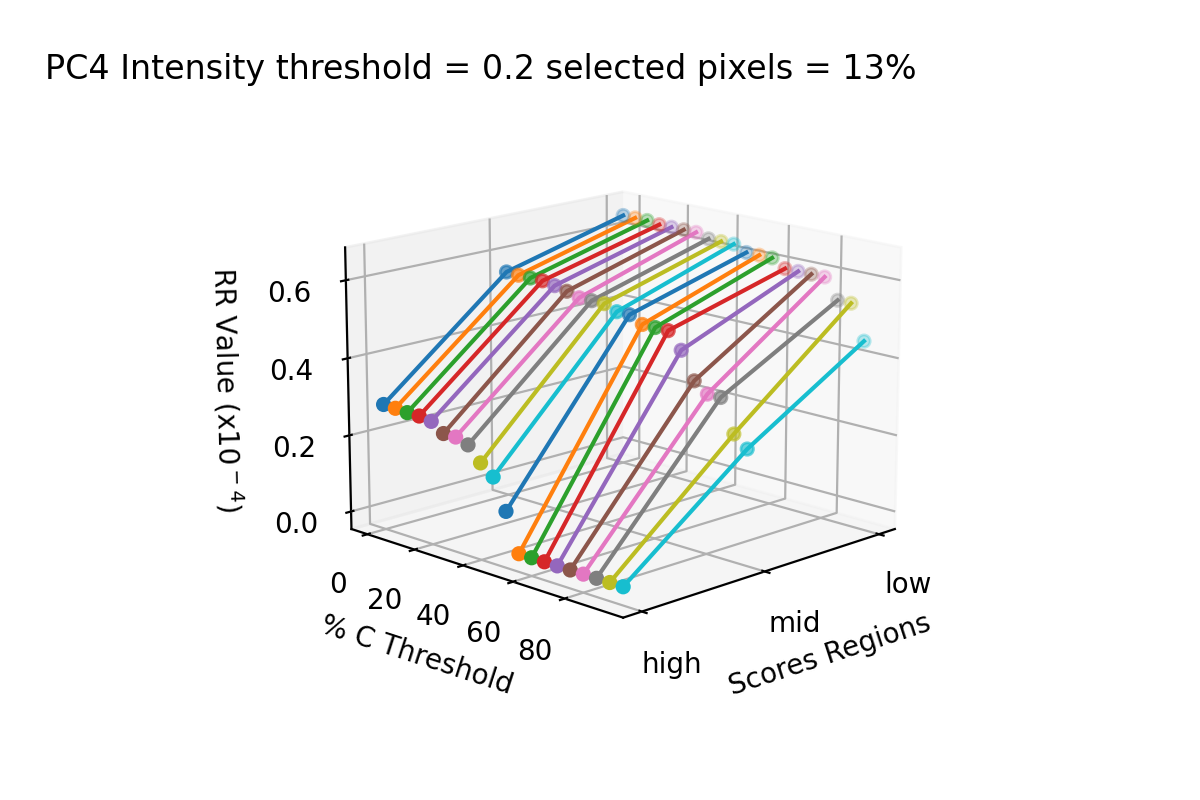 PC4 Intensity threshold = 0.2 selected pixels = 13%
RR Value (x10⁻⁴)
0.6
0.4
0.2
0.0
0
20
40
60
80
% C Threshold
low
mid
high
Scores Regions